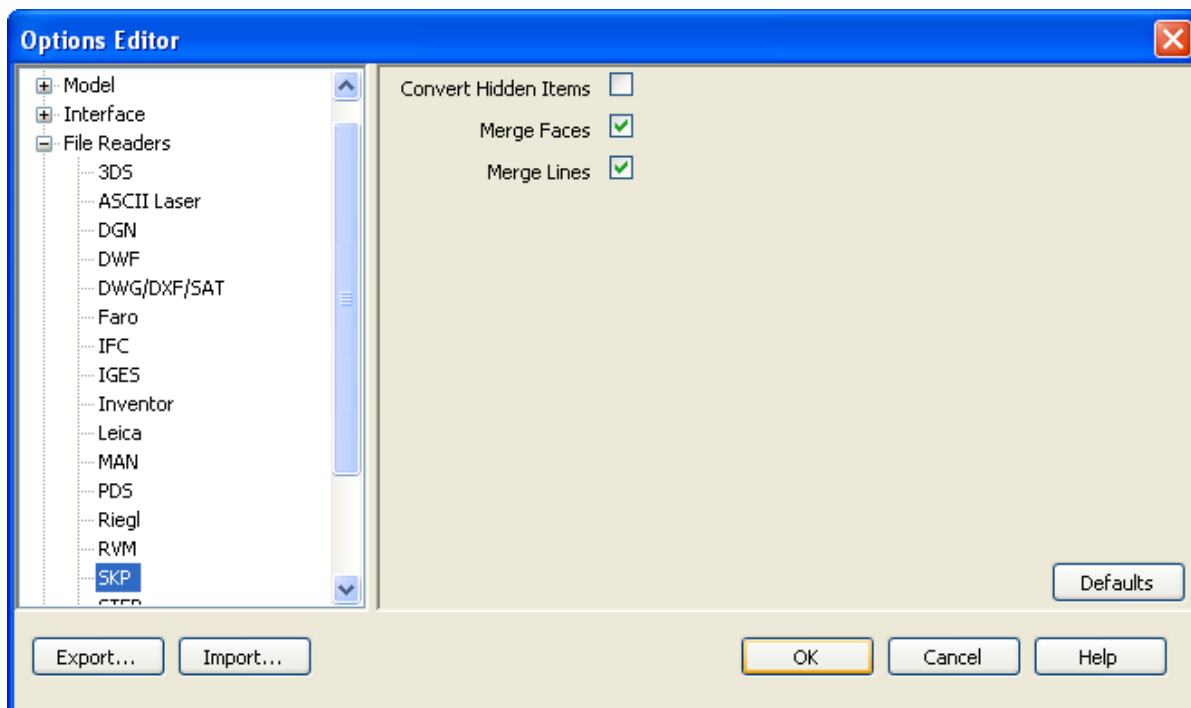 Options Editor
Model
Interface
File Readers
3DS
ASCII Laser
DGN
DWF
DWG/DXF/SAT
Faro
IFC
IGES
Inventor
Leica
MAN
PDS
Riegl
RVM
SKP
Convert Hidden Items
Merge Faces
Merge Lines
Defaults
Export...
Import...
OK
Cancel
Help